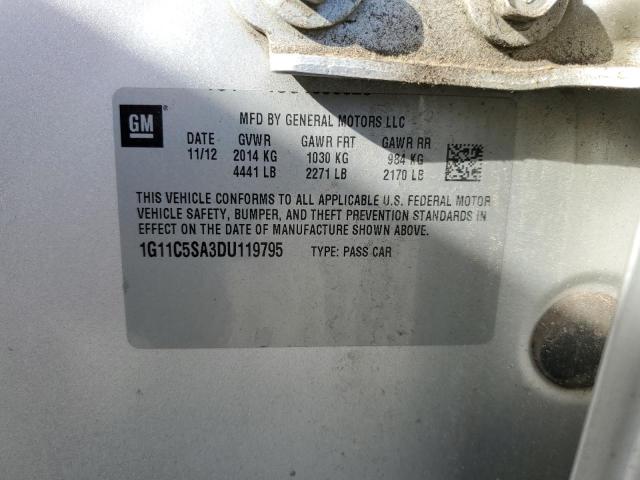 GM
MFD BY GENERAL MOTORS LLC
DATE GVWR GAWR FRT GAWR RR
11/12 2014 KG 1030 KG 984 KG
4441 LB 2271 LB 2170 LB
THIS VEHICLE CONFORMS TO ALL APPLICABLE U.S. FEDERAL MOTOR
VEHICLE SAFETY, BUMPER, AND THEFT PREVENTION STANDARDS IN
EFFECT ON THE DATE OF MANUFACTURE SHOWN ABOVE.
1G11C5SA3DU119795 TYPE: PASS CAR